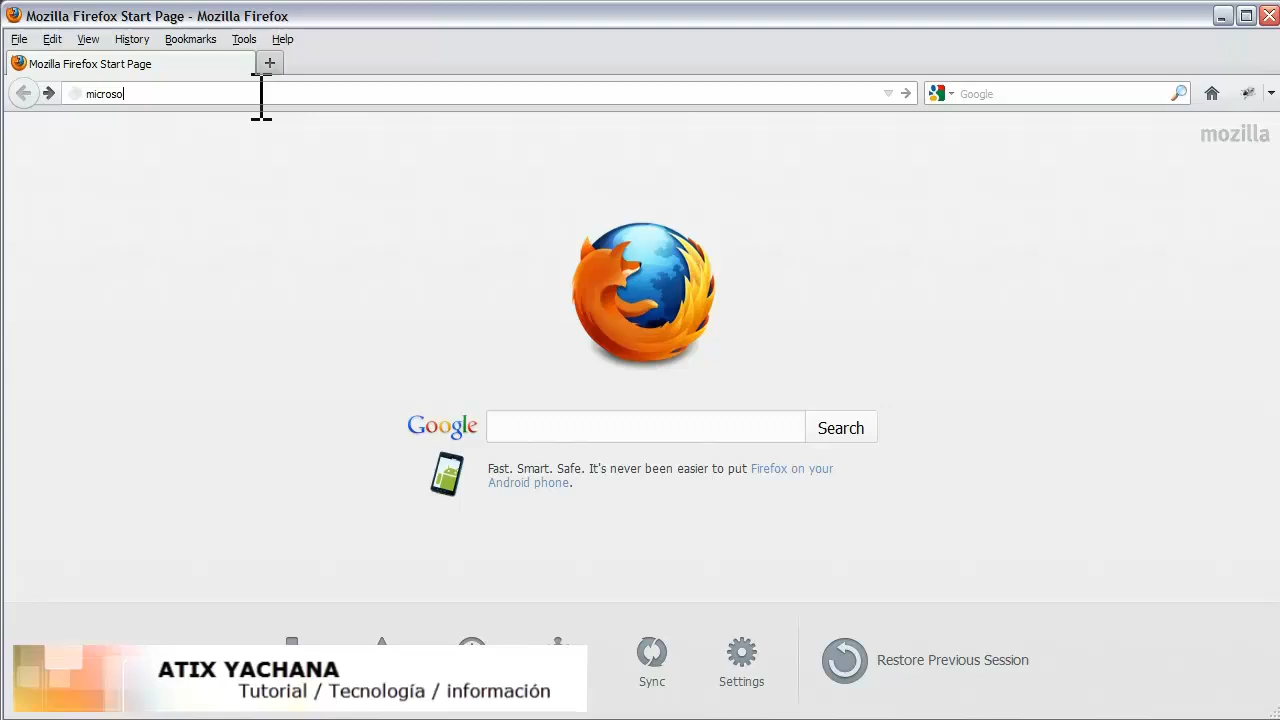 Mozilla Firefox Start Page - Mozilla Firefox
File Edit View History Bookmarks Tools Help
Mozilla Firefox Start Page
microso
Google
mozilla
Google
Search
Fast. Smart. Safe. It's never been easier to put Firefox on your
Android phone.
Sync
Settings
Restore Previous Session
ATIX YACHANA
Tutorial / Tecnología / información